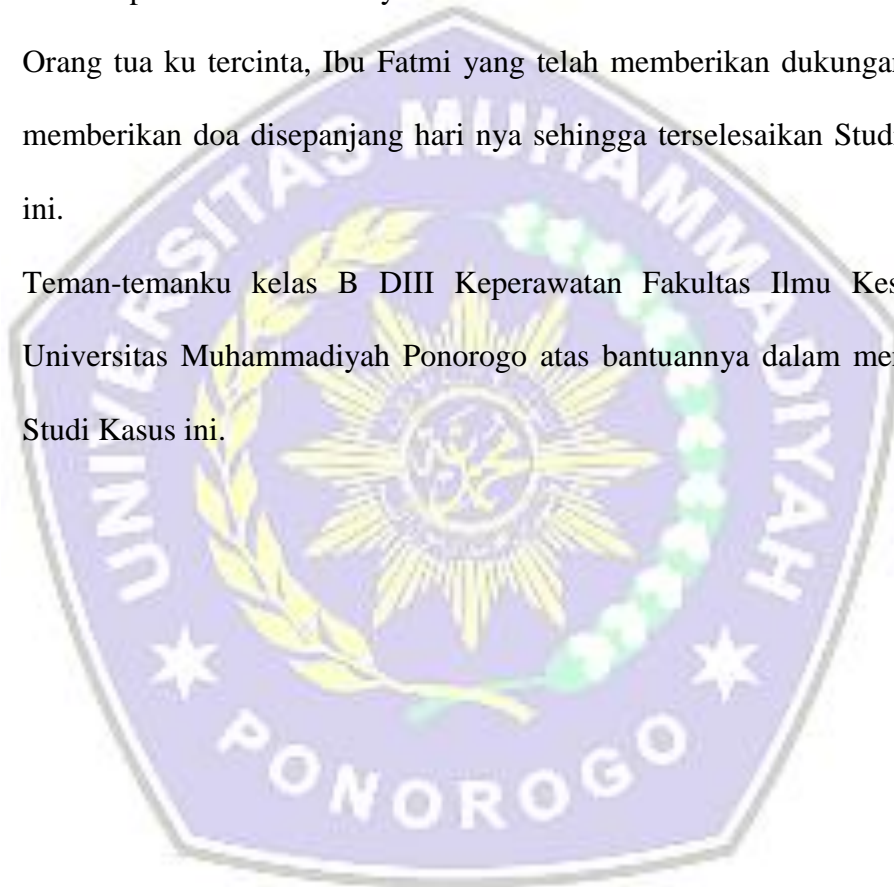 Orang tua ku tercinta, Ibu Fatmi yang telah memberikan dukungan
memberikan doa disepanjang hari nya sehingga terselesaikan Stud
ini.
Teman-temanku kelas B DIII Keperawatan Fakultas Ilmu Kes
Universitas Muhammadiyah Ponorogo atas bantuannya dalam me
Studi Kasus ini.
UNIVERSITAS MUHAMMADIYAH
PONOROGO